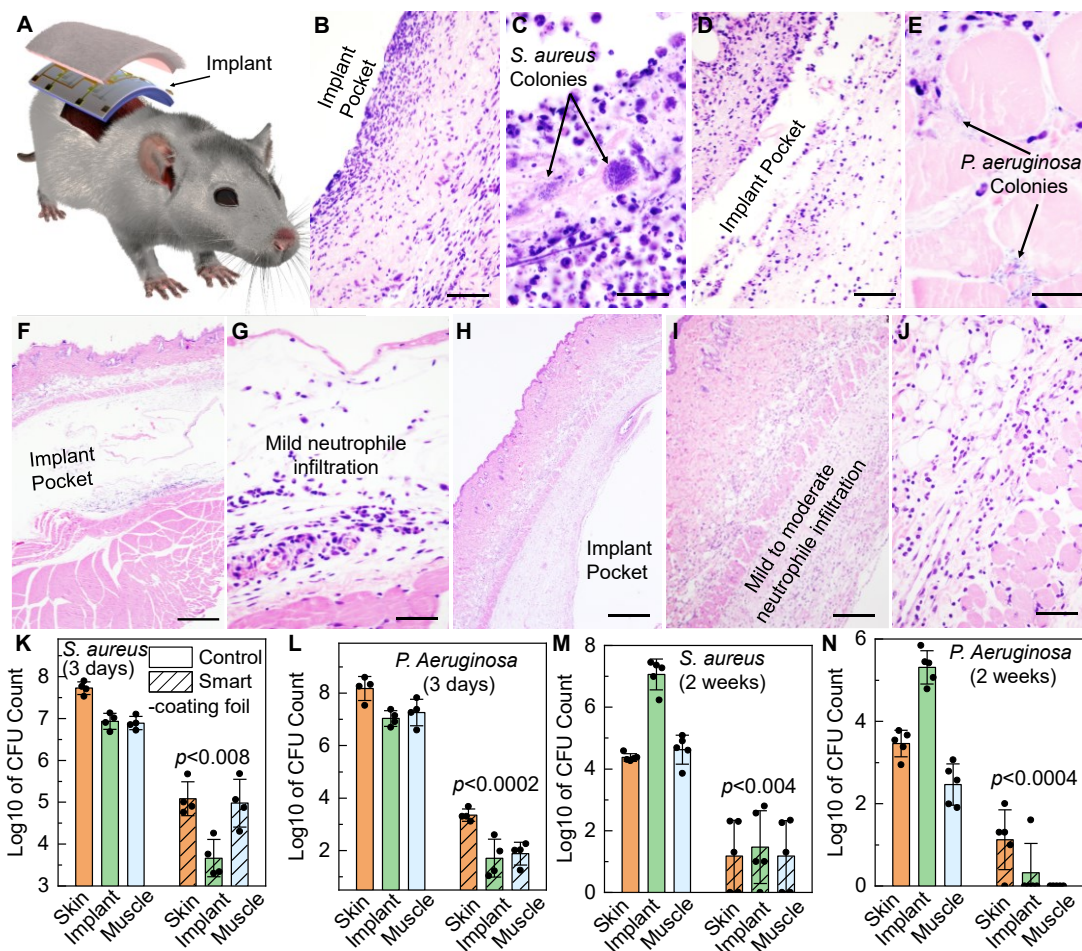 A
Implant
B
Implant
Pocket
C
S. aureus
Colonies
D
Implant Pocket
E
P. aeruginosa
Colonies
F
Implant
Pocket
G
Mild neutrophile
infiltration
H
Implant
Pocket
I
Mild to moderate
neutrophile infiltration
J
K
S. aureus
(3 days)
Control
Smart
-coating foil
p<0.008
Log10 of CFU Count
8
7
6
5
4
3
Skin
Implant
Muscle
Skin
Implant
Muscle
L
P. Aeruginosa
(3 days)
p<0.0002
Log10 of CFU Count
8
6
4
2
Skin
Implant
Muscle
Skin
Implant
Muscle
M
S. aureus
(2 weeks)
p<0.004
Log10 of CFU Count
8
6
4
2
0
Skin
Implant
Muscle
Skin
Implant
Muscle
N
P. Aeruginosa
(2 weeks)
p<0.0004
Log10 of CFU Count
6
4
2
0
Skin
Implant
Muscle
Skin
Implant
Muscle